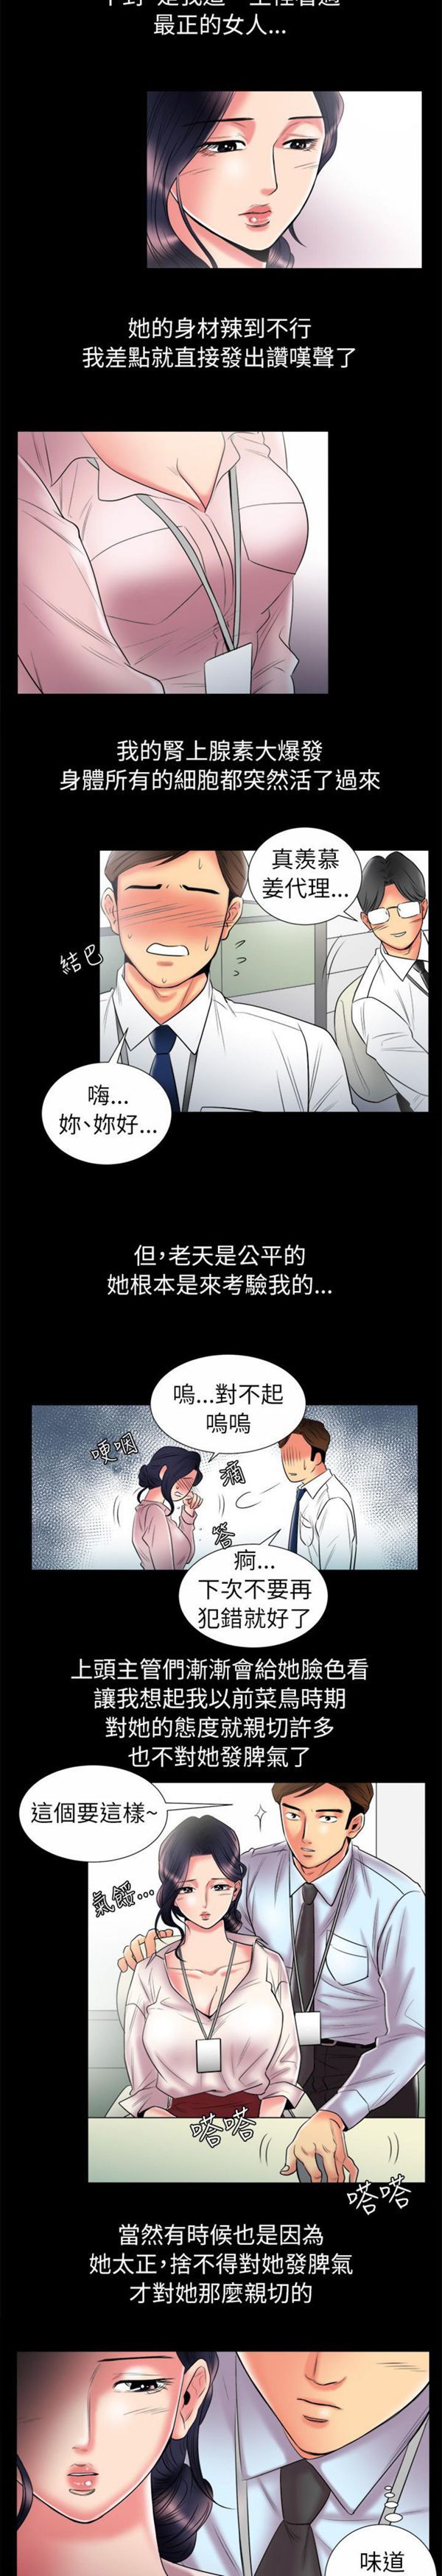 最正的女人...
她的身材辣到不行
我差點就直接發出讚嘆聲了
我的腎上腺素大爆發
身體所有的細胞都突然活了過來
真羨慕
姜代理...
結巴
嗨...
妳、妳好...
但,老天是公平的
她根本是來考驗我的...
嗚...對不起
嗚嗚
哽咽
滴
答
啊...
下次不要再
犯錯就好了
上頭主管們漸漸會給她臉色看
讓我想起我以前菜鳥時期
對她的態度就親切許多
也不對她發脾氣了
這個要這樣~
氣餒...
嗒嗒
嗒嗒
當然有時候也是因為
她太正,捨不得對她發脾氣
才對她那麼親切的
味道